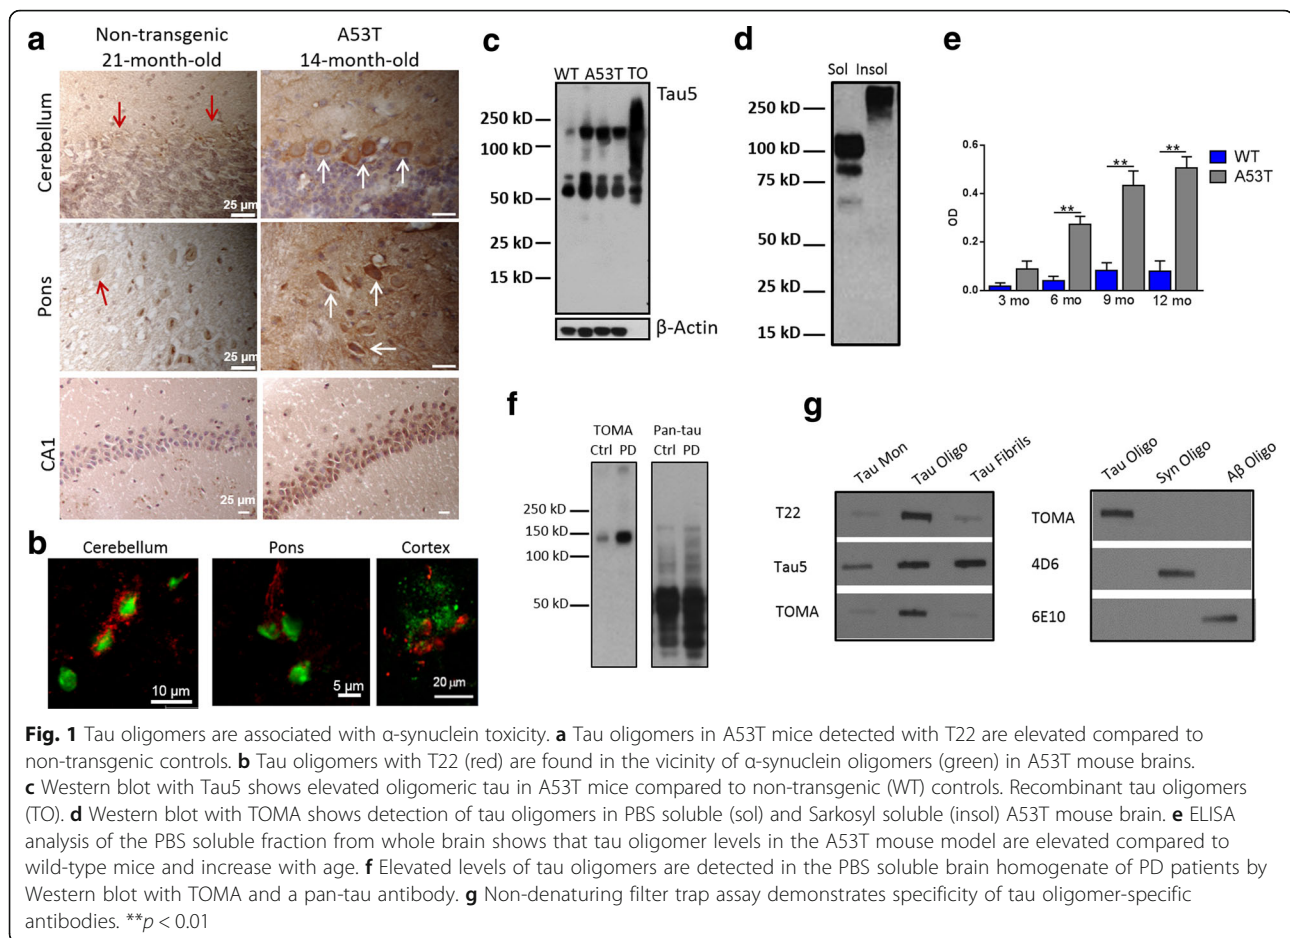 a
Non-transgenic
21-month-old
A53T
14-month-old
Cerebellum
25 µm
Pons
25 µm
CA1
25 µm
b
Cerebellum
Pons
Cortex
10 µm
5 µm
20 µm
c
WT A53T TO
Tau5
250 kD
100 kD
50 kD
25 kD
15 kD
β-Actin
d
Sol Insol
250 kD
100 kD
75 kD
50 kD
25 kD
15 kD
e
WT
A53T
OD
0.6
0.4
0.2
0.0
**
**
**
3 mo
6 mo
9 mo
12 mo
f
TOMA
Pan-tau
Ctrl PD
Ctrl PD
250 kD
150 kD
100 kD
50 kD
g
Tau Mon
Tau Oligo
Tau Fibrils
T22
Tau5
TOMA
Tau Oligo
Syn Oligo
Aβ Oligo
TOMA
4D6
6E10
Fig. 1 Tau oligomers are associated with α-synuclein toxicity. a Tau oligomers in A53T mice detected with T22 are elevated compared to
non-transgenic controls. b Tau oligomers with T22 (red) are found in the vicinity of α-synuclein oligomers (green) in A53T mouse brains.
c Western blot with Tau5 shows elevated oligomeric tau in A53T mice compared to non-transgenic (WT) controls. Recombinant tau oligomers
(TO). d Western blot with TOMA shows detection of tau oligomers in PBS soluble (sol) and Sarkosyl soluble (insol) A53T mouse brain. e ELISA
analysis of the PBS soluble fraction from whole brain shows that tau oligomer levels in the A53T mouse model are elevated compared to
wild-type mice and increase with age. f Elevated levels of tau oligomers are detected in the PBS soluble brain homogenate of PD patients by
Western blot with TOMA and a pan-tau antibody. g Non-denaturing filter trap assay demonstrates specificity of tau oligomer-specific
antibodies. **p < 0.01